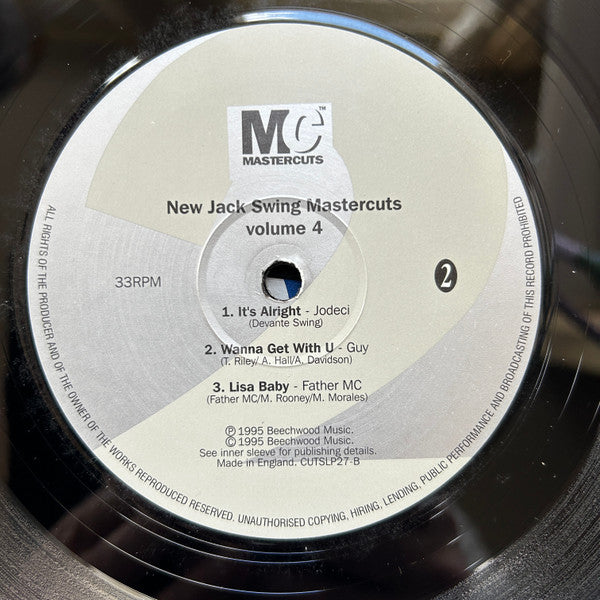 MC™
MASTERCUTS
New Jack Swing Mastercuts
volume 4
33RPM
2
1. It's Alright - Jodeci
(Devante Swing)
2. Wanna Get With U - Guy
(T. Riley/ A. Hall/A. Davidson)
3. Lisa Baby - Father MC
(Father MC/M. Rooney/M. Morales)
℗ 1995 Beechwood Music.
© 1995 Beechwood Music.
See inner sleeve for publishing details.
Made in England. CUTSLP27-B
ALL RIGHTS OF THE PRODUCER AND OF THE OWNER OF THE WORKS REPRODUCED RESERVED. UNAUTHORISED COPYING, HIRING, LENDING, PUBLIC PERFORMANCE AND BROADCASTING OF THIS RECORD PROHIBITED